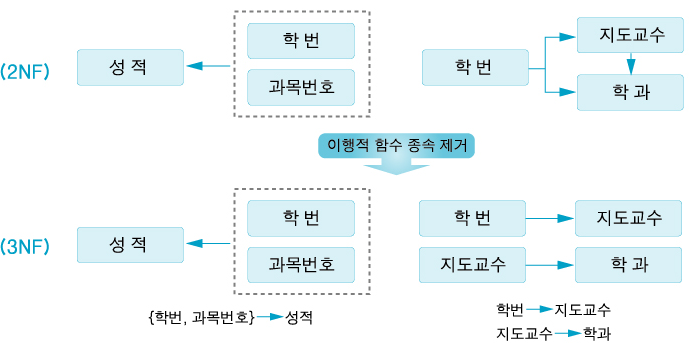 (2NF)
성 적
학 번
과목번호
학 번
지도교수
학 과
이행적 함수 종속 제거
(3NF)
성 적
학 번
과목번호
학 번
지도교수
지도교수
학 과
{학번, 과목번호} → 성적
학번 → 지도교수
지도교수 → 학과